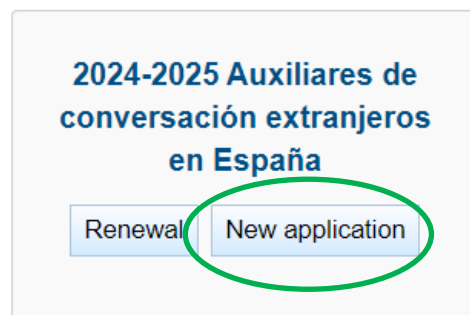 2024-2025 Auxiliares de
conversación extranjeros
en España
Renewal New application